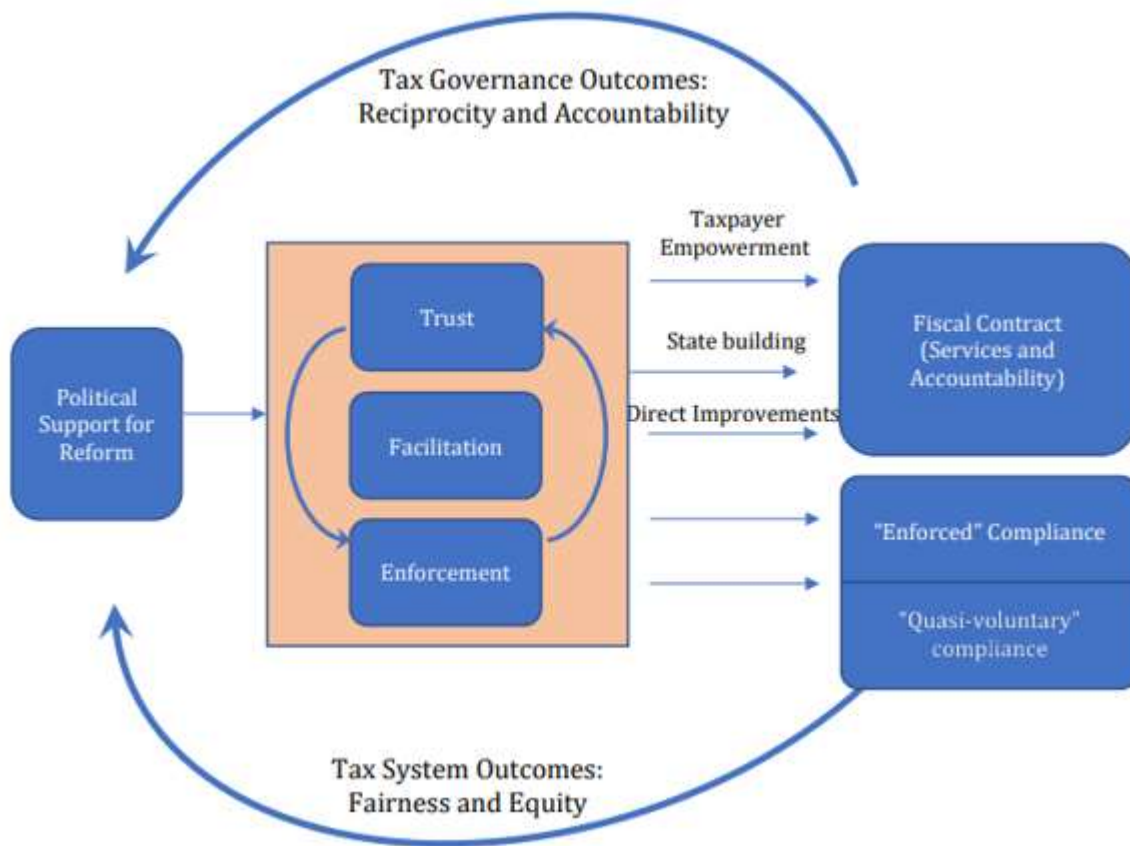 Tax Governance Outcomes:
Reciprocity and Accountability
Taxpayer
Empowerment
Trust
Fiscal Contract
(Services and
Accountability)
State building
Political
Support for
Reform
Direct Improvements
Facilitation
"Enforced" Compliance
Enforcement
"Quasi-voluntary"
compliance
Tax System Outcomes:
Fairness and Equity